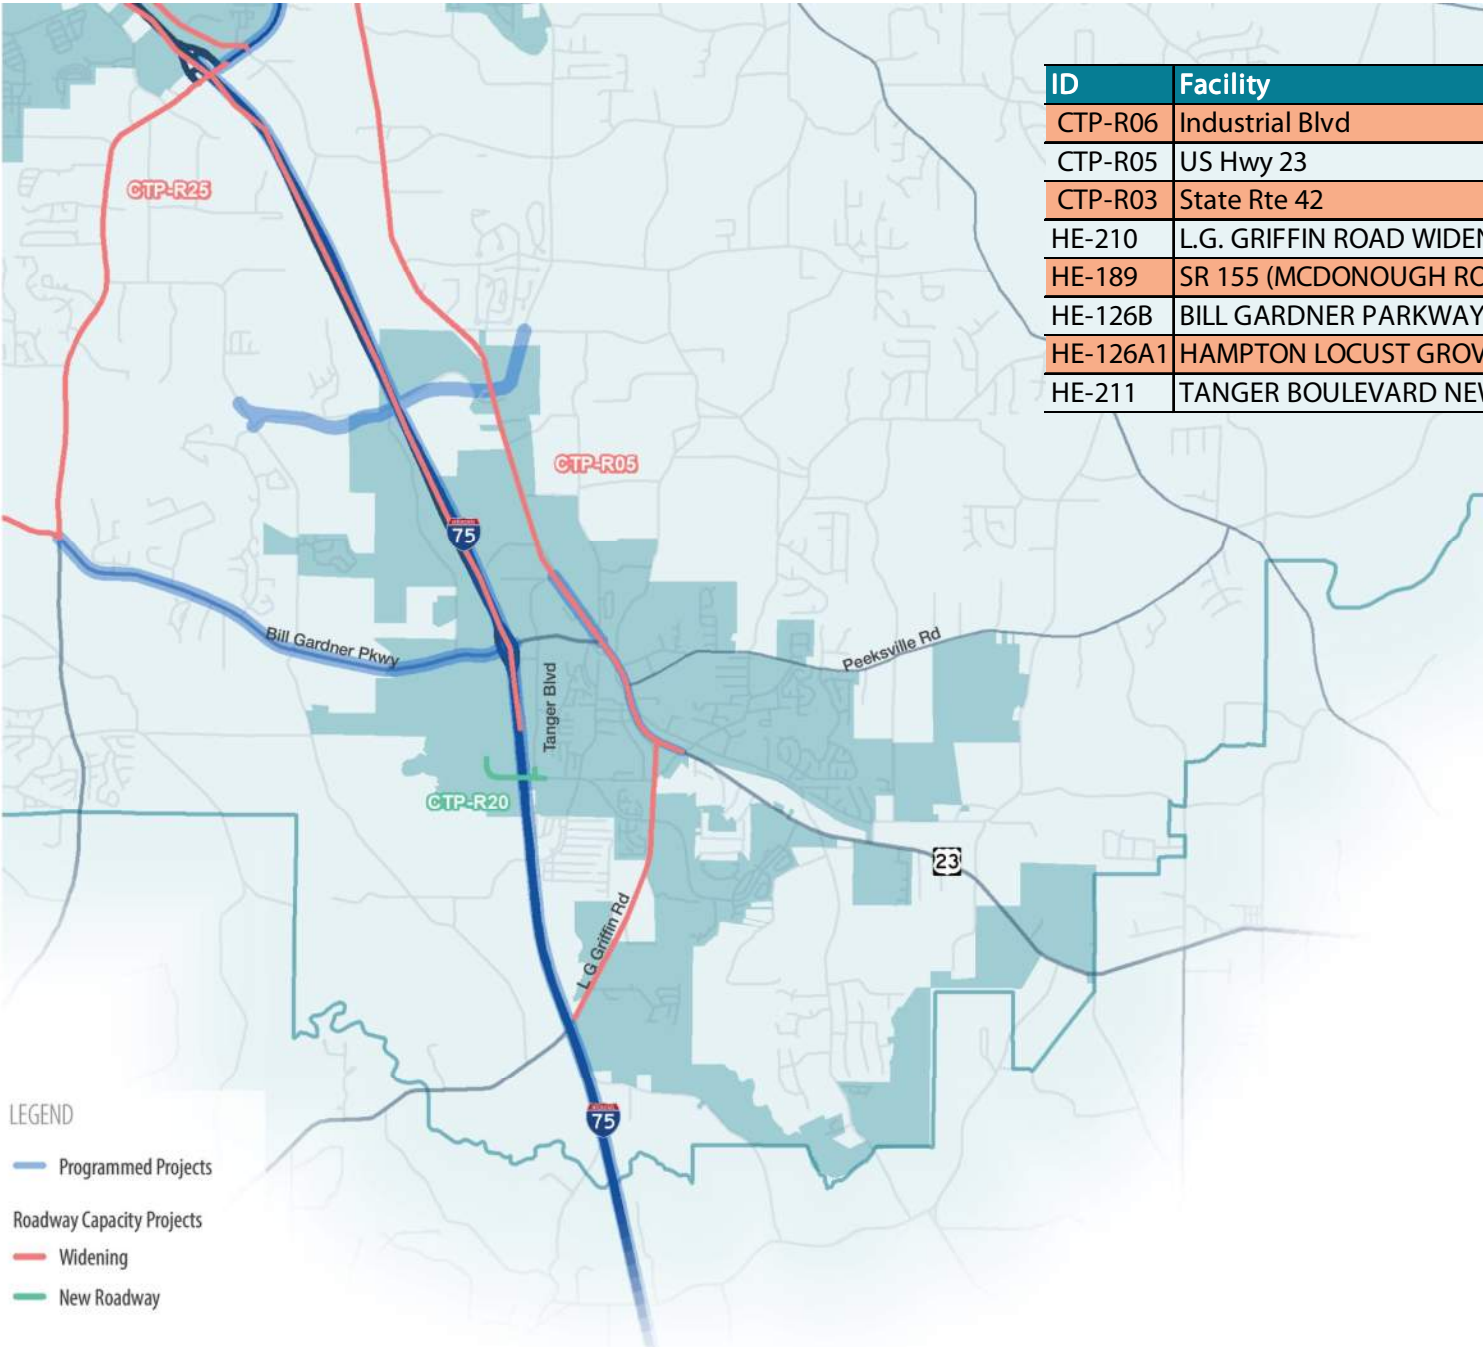 ID Facility
CTP-R06 Industrial Blvd
CTP-R05 US Hwy 23
CTP-R03 State Rte 42
HE-210 L.G. GRIFFIN ROAD WIDEN
HE-189 SR 155 (MCDONOUGH RO
HE-126B BILL GARDNER PARKWAY
HE-126A1 HAMPTON LOCUST GROV
HE-211 TANGER BOULEVARD NEW
CTP-R25
CTP-R05
75
Bill Gardner Pkwy
Peeksville Rd
Tanger Blvd
CTP-R20
23
L G Griffin Rd
75
LEGEND
Programmed Projects
Roadway Capacity Projects
Widening
New Roadway